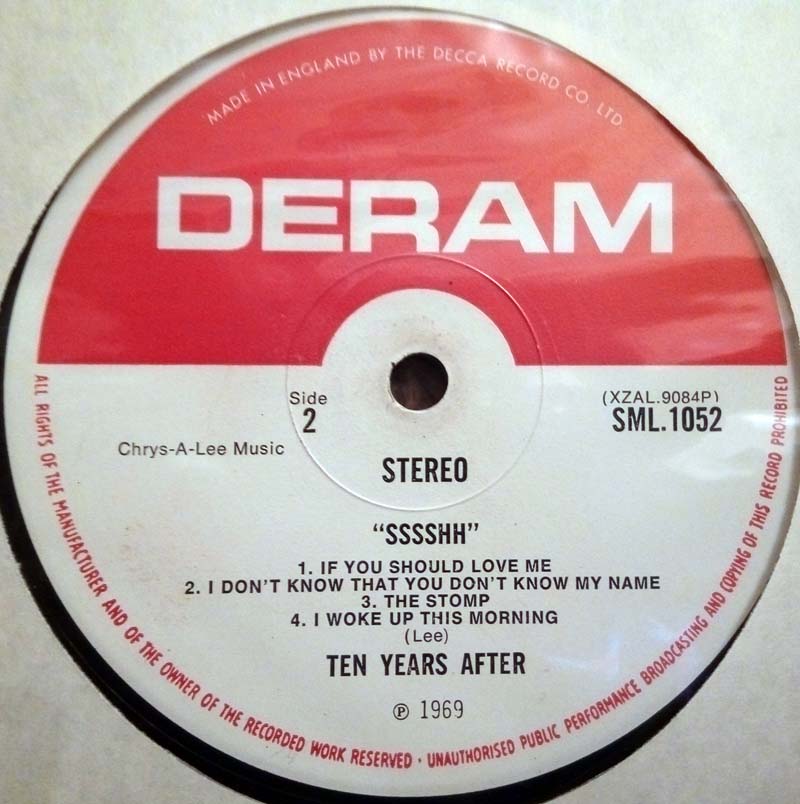 MADE IN ENGLAND BY THE DECCA RECORD CO. LTD
DERAM
Side
2
(XZAL.9084P)
SML.1052
Chrys-A-Lee Music
STEREO
“SSSSHH”
1. IF YOU SHOULD LOVE ME
2. I DON'T KNOW THAT YOU DON'T KNOW MY NAME
3. THE STOMP
4. I WOKE UP THIS MORNING
(Lee)
TEN YEARS AFTER
℗ 1969
ALL RIGHTS OF THE MANUFACTURER AND OF THE OWNER OF THE RECORDED WORK RESERVED · UNAUTHORISED PUBLIC PERFORMANCE BROADCASTING AND COPYING OF THIS RECORD PROHIBITED